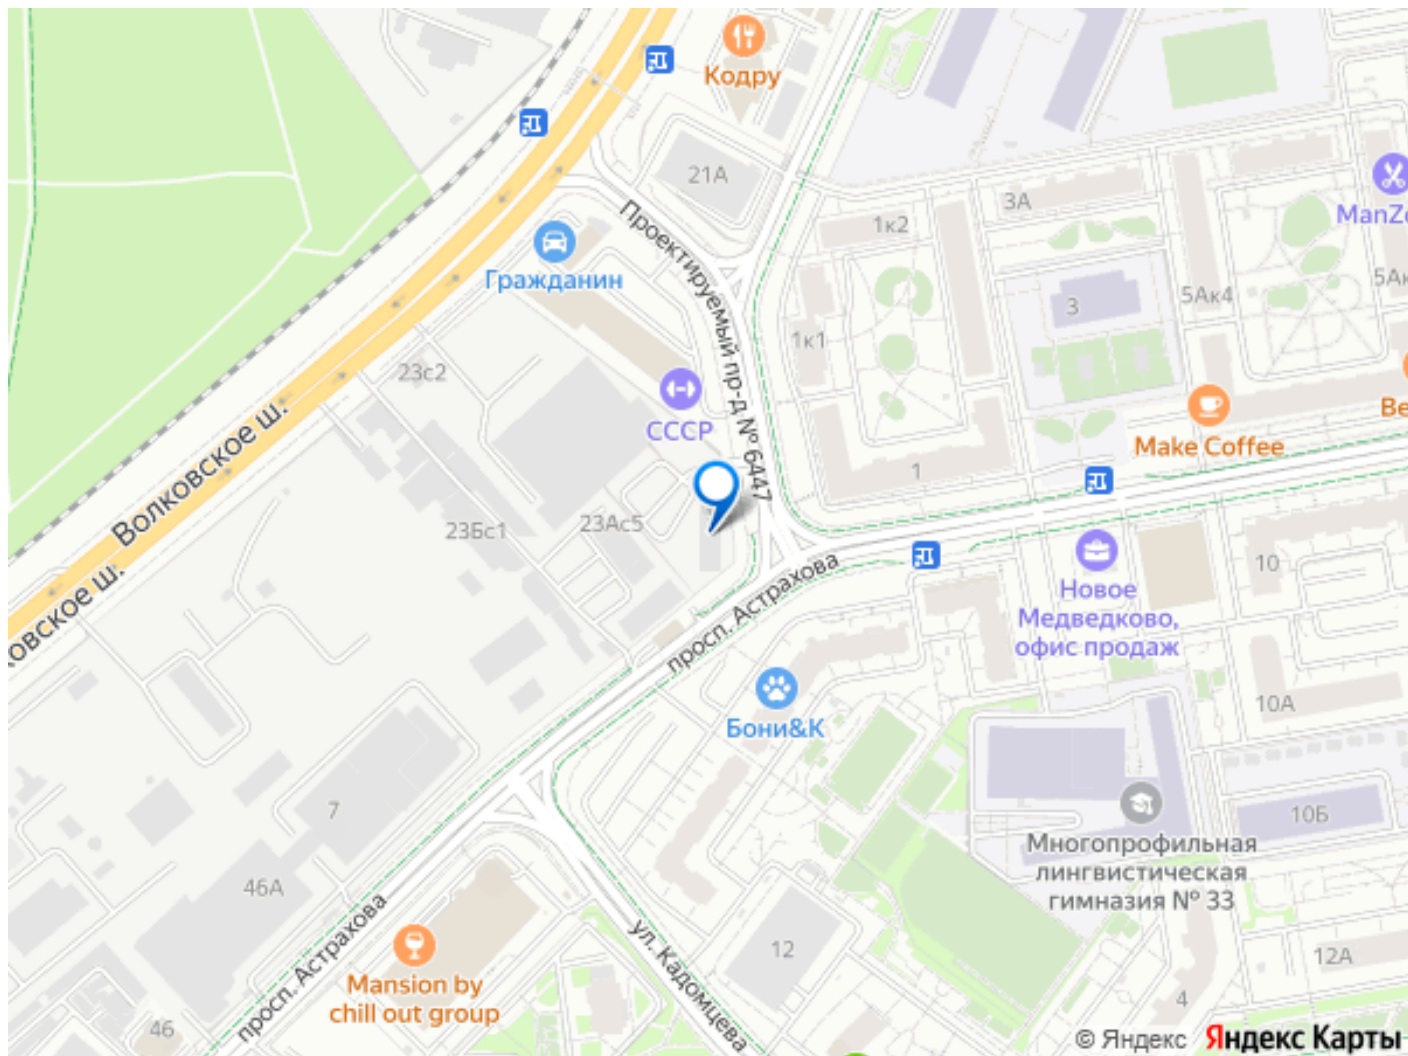 Кодру
21А
3А
ManZ
1к2
Проектируемый пр-д № 6447
Гражданин
5Ак4
5Ак
3
1к1
23с2
СССР
Make Coffee
Ве
Волковское ш.
1
23Бс1
23Ас5
просп. Астрахова
10
Новое
Медведково,
офис продаж
ковское ш.
10А
Бони&К
7
10Б
Многопрофильная
лингвистическая
гимназия № 33
46А
просп. Астрахова
ул. Кадомцева
12
12А
Mansion by
chill out group
4
46
© Яндекс Яндекс Карты